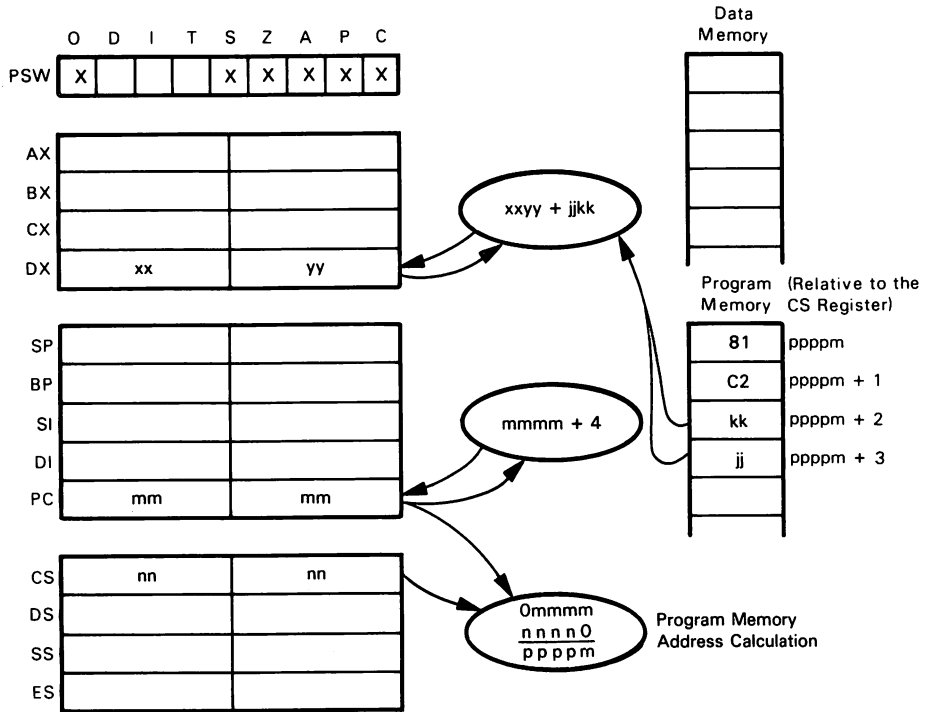 O D I T S Z A P C
PSW X X X X X X
AX
BX
CX
DX xx yy
xxyy + jjkk
Data
Memory
Program
Memory
(Relative to the
CS Register)
81 ppppm
C2 ppppm + 1
kk ppppm + 2
jj ppppm + 3
SP
BP
SI
DI
PC mm mm
mmmm + 4
CS nn nn
DS
SS
ES
0mmmm
nnnn0
ppppm
Program Memory
Address Calculation